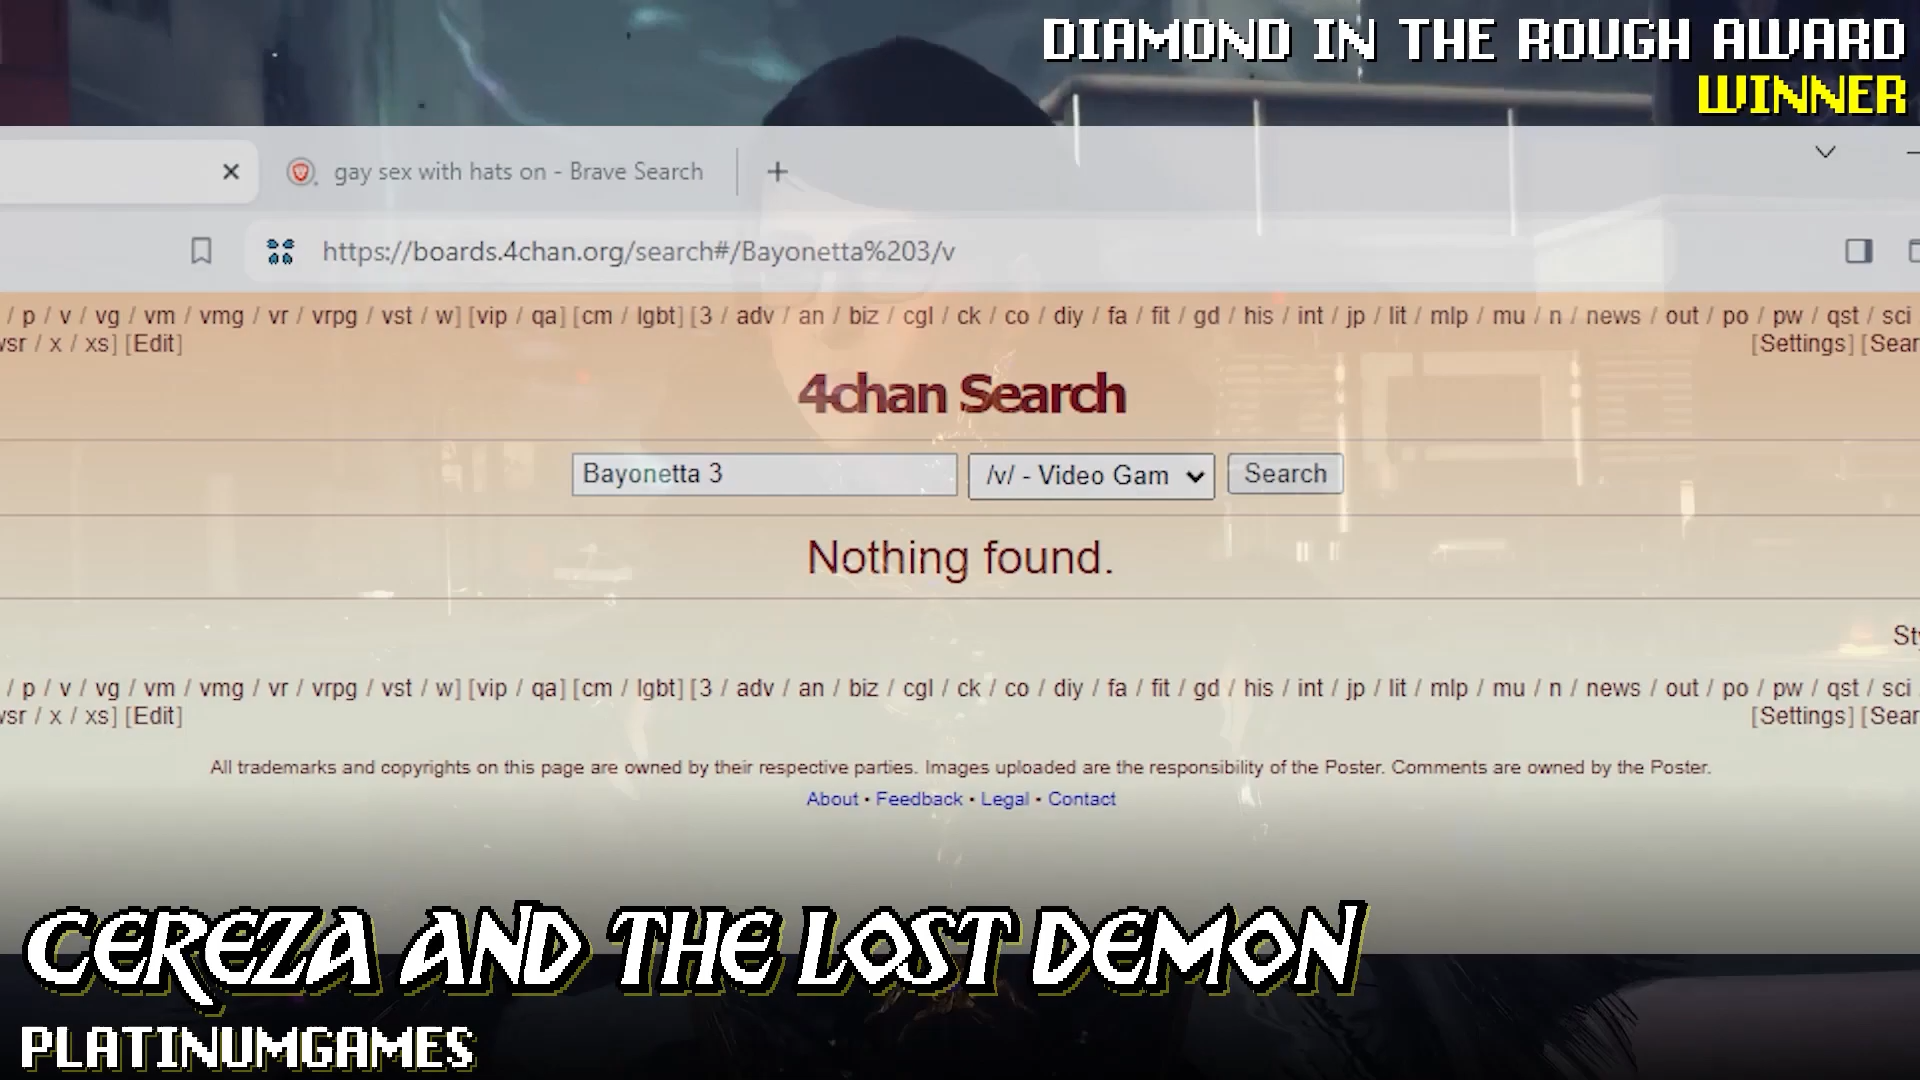 DIAMOND IN THE ROUGH AWARD
WINNER
gay sex with hats on - Brave Search
https://boards.4chan.org/search#/Bayonetta%203/v
/ p / v / vg / vm / vmg / vr / vrpg / vst / w] [vip / qa] [cm / lgbt] [3 / adv / an / biz / cgl / ck / co / diy / fa / fit / gd / his / int / jp / lit / mlp / mu / n / news / out / po / pw / qst / sci
wsr / x / xs] [Edit] [Settings] [Sear
4chan Search
Bayonetta 3 /v/ - Video Gam Search
Nothing found.
Sty
/ p / v / vg / vm / vmg / vr / vrpg / vst / w] [vip / qa] [cm / lgbt] [3 / adv / an / biz / cgl / ck / co / diy / fa / fit / gd / his / int / jp / lit / mlp / mu / n / news / out / po / pw / qst / sci
wsr / x / xs] [Edit] [Settings] [Sear
All trademarks and copyrights on this page are owned by their respective parties. Images uploaded are the responsibility of the Poster. Comments are owned by the Poster.
About • Feedback • Legal • Contact
CEREZA AND THE LOST DEMON
PLATINUMGAMES